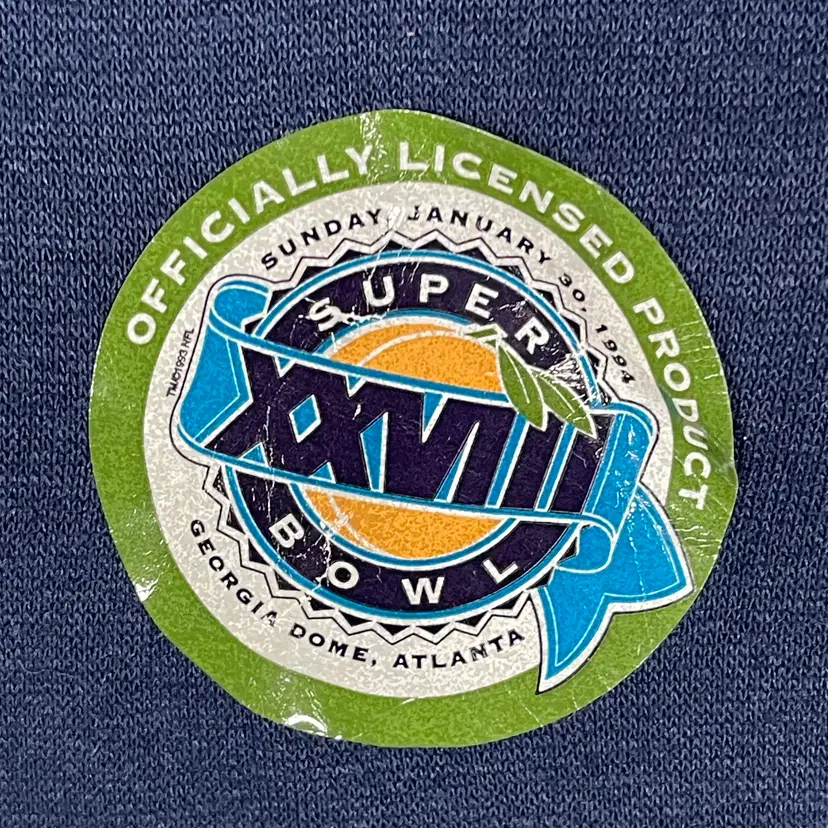 OFFICIALLY LICENSED PRODUCT
SUNDAY, JANUARY 30, 1994
SUPER
XXVIII
BOWL
GEORGIA DOME, ATLANTA
TM/©1993 NFL